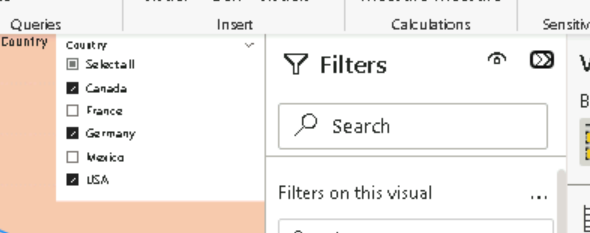 Queries
Insert
Calculations
Country
Country
Select all
Canada
France
Germany
Mexico
USA
Filters
Search
Filters on this visual
...